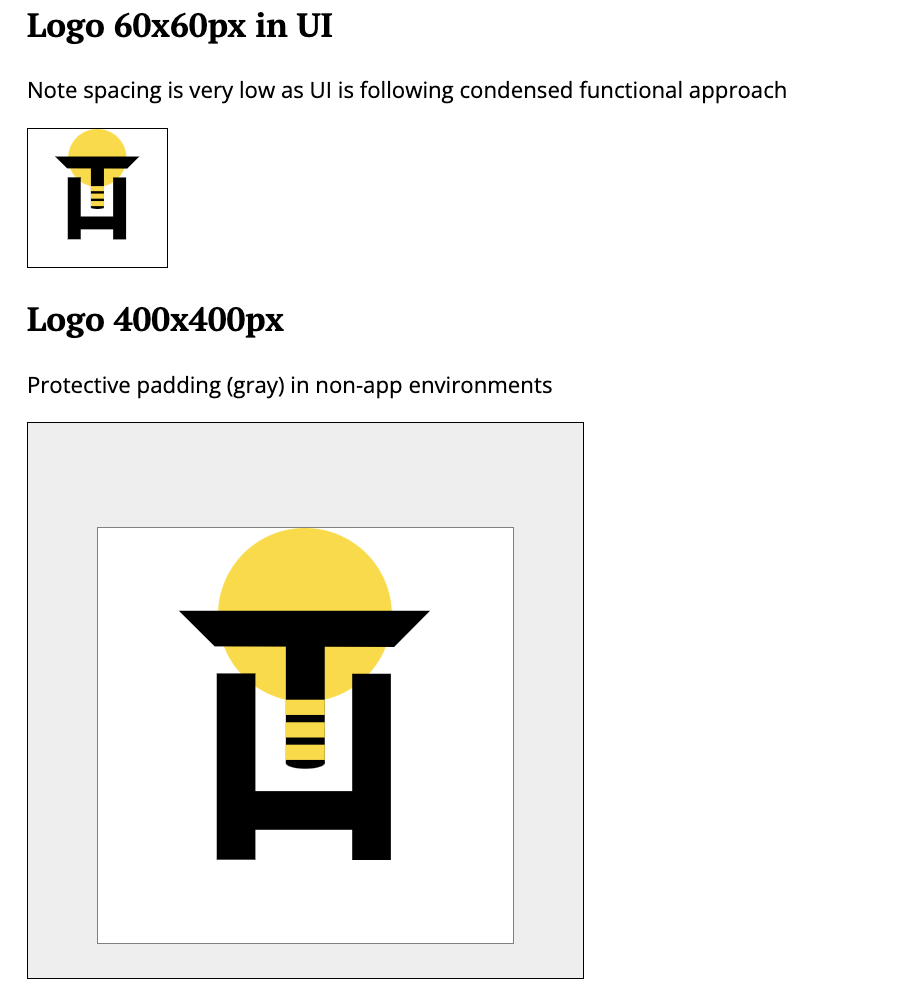 Logo 60x60px in UI
Note spacing is very low as UI is following condensed functional approach
Logo 400x400px
Protective padding (gray) in non-app environments